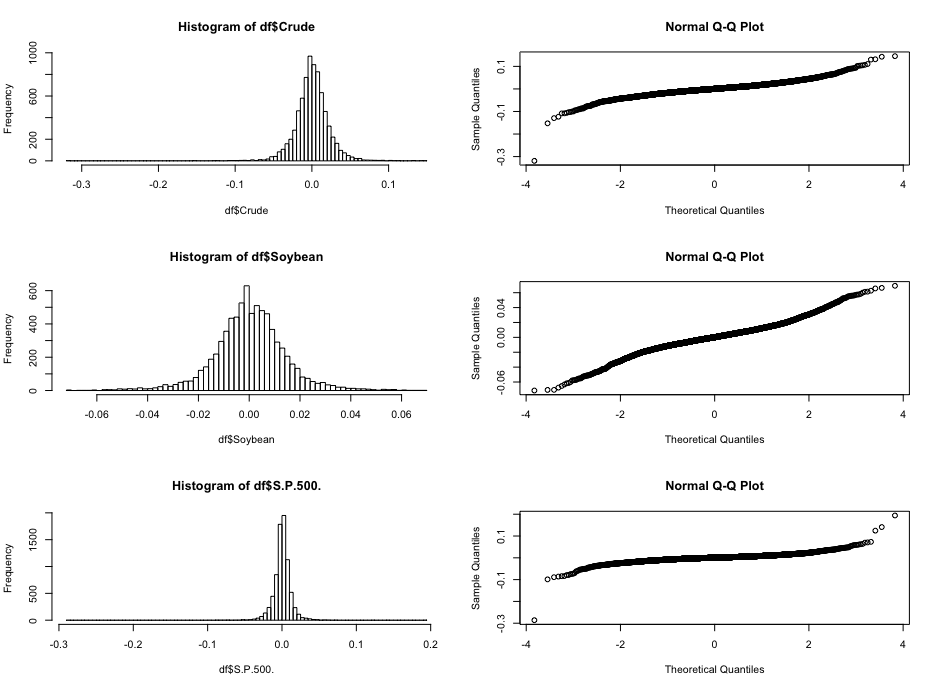 Histogram of df$Crude
Frequency
0 200 600 1000
-0.3 -0.2 -0.1 0.0 0.1
df$Crude
Normal Q-Q Plot
Sample Quantiles
-0.3 -0.1 0.1
-4 -2 0 2 4
Theoretical Quantiles
Histogram of df$Soybean
Frequency
0 200 400 600
-0.06 -0.04 -0.02 0.00 0.02 0.04 0.06
df$Soybean
Normal Q-Q Plot
Sample Quantiles
-0.06 0.00 0.04
-4 -2 0 2 4
Theoretical Quantiles
Histogram of df$S.P.500.
Frequency
0 500 1500
-0.3 -0.2 -0.1 0.0 0.1 0.2
df$S.P.500.
Normal Q-Q Plot
Sample Quantiles
-0.3 -0.1 0.1
-4 -2 0 2 4
Theoretical Quantiles